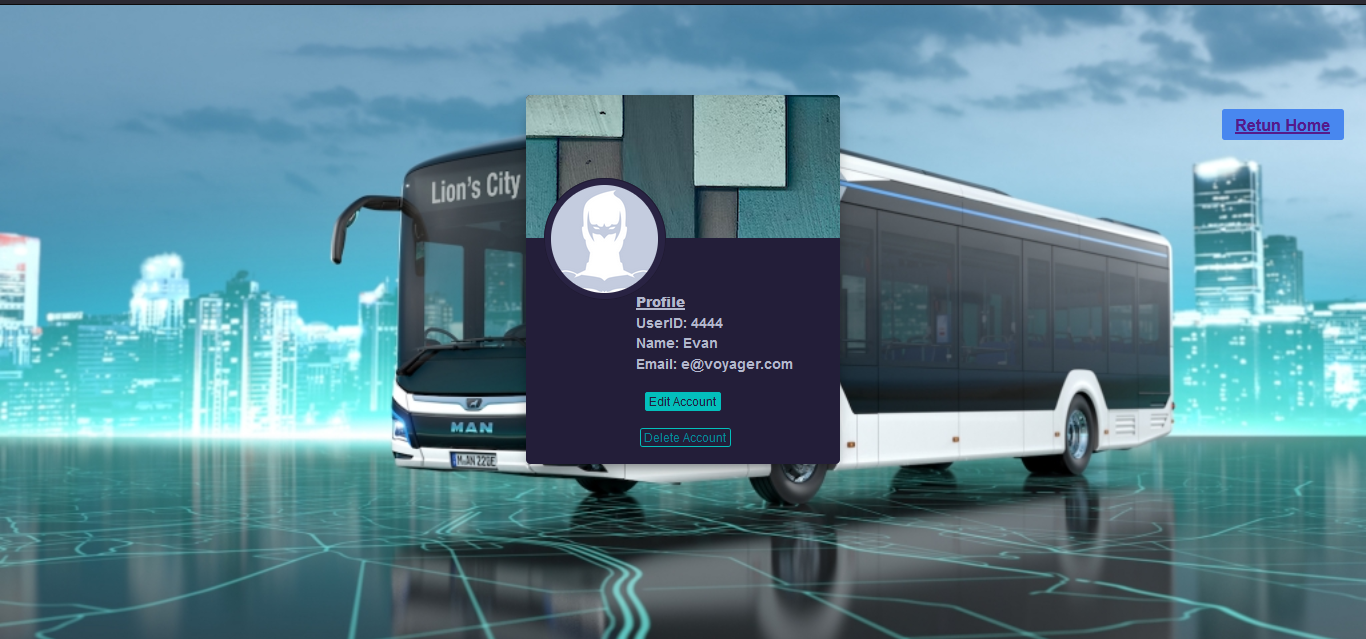 Retun Home
Lion's City
Profile
UserID: 4444
Name: Evan
Email: e@voyager.com
Edit Account
Delete Account
MAN
M·AN 220E